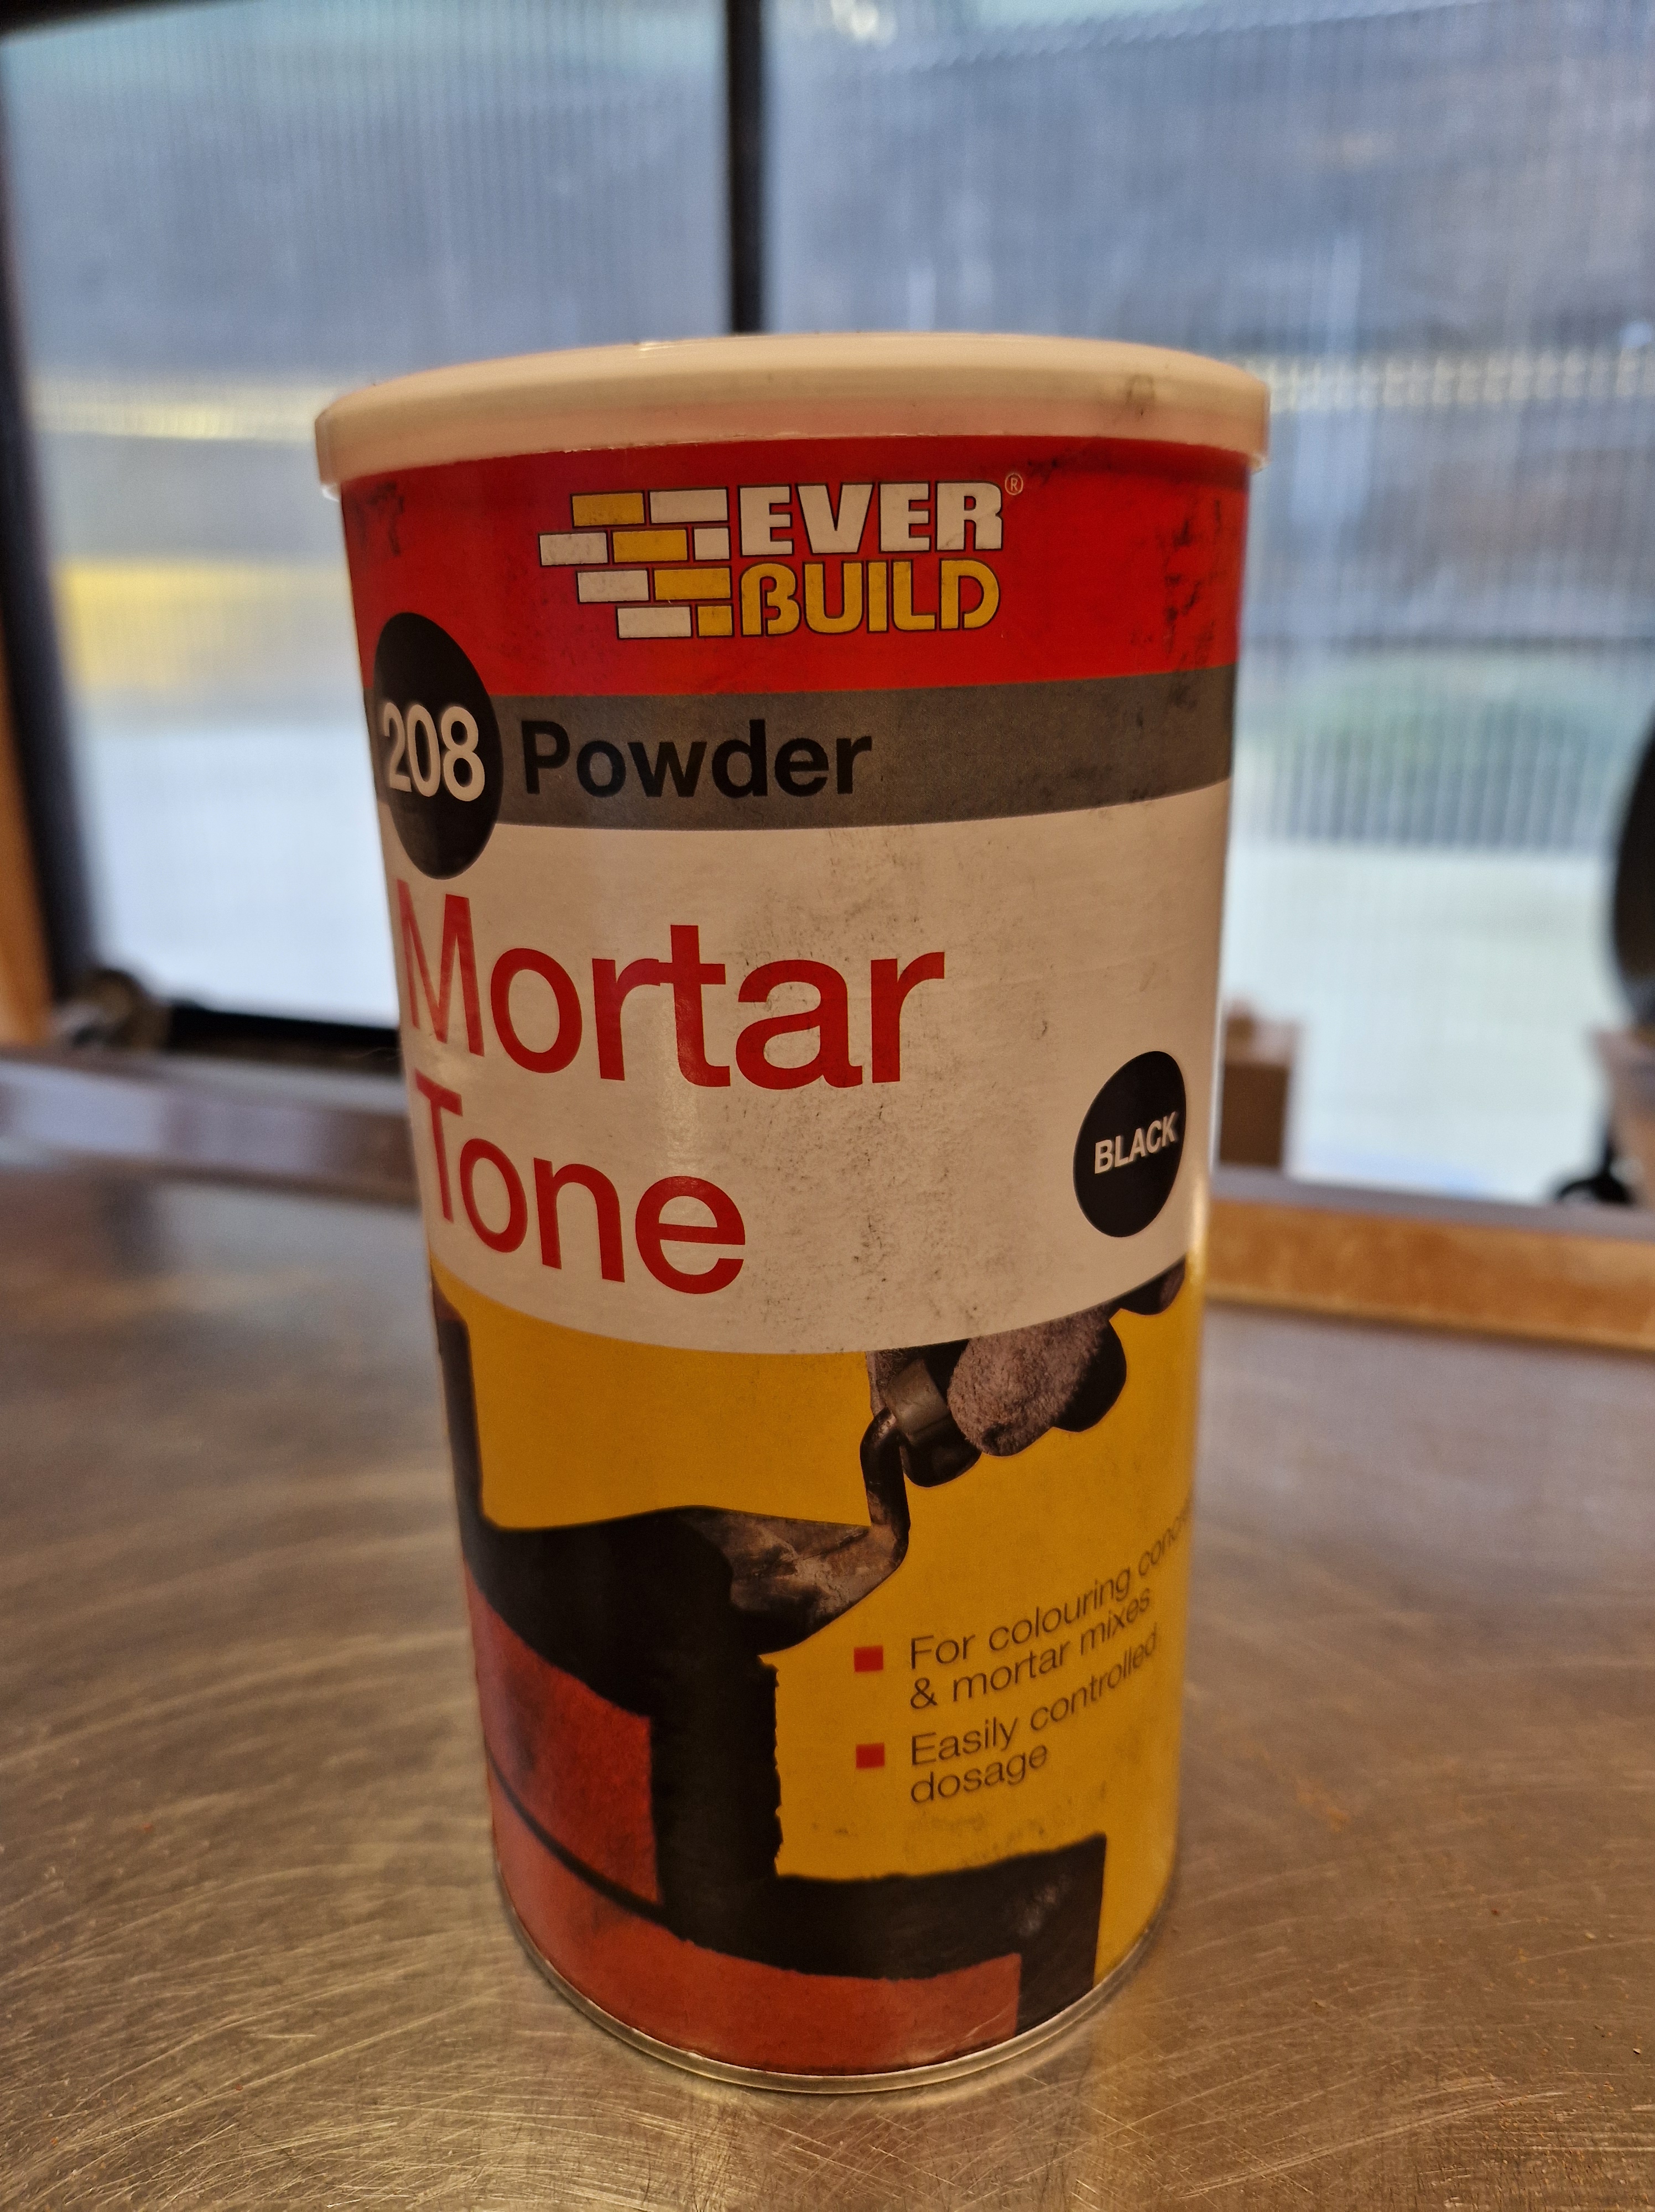 EVER®
BUILD
208 Powder
Mortar
Tone
BLACK
For colouring
& mortar mixes
Easily controlled
dosage